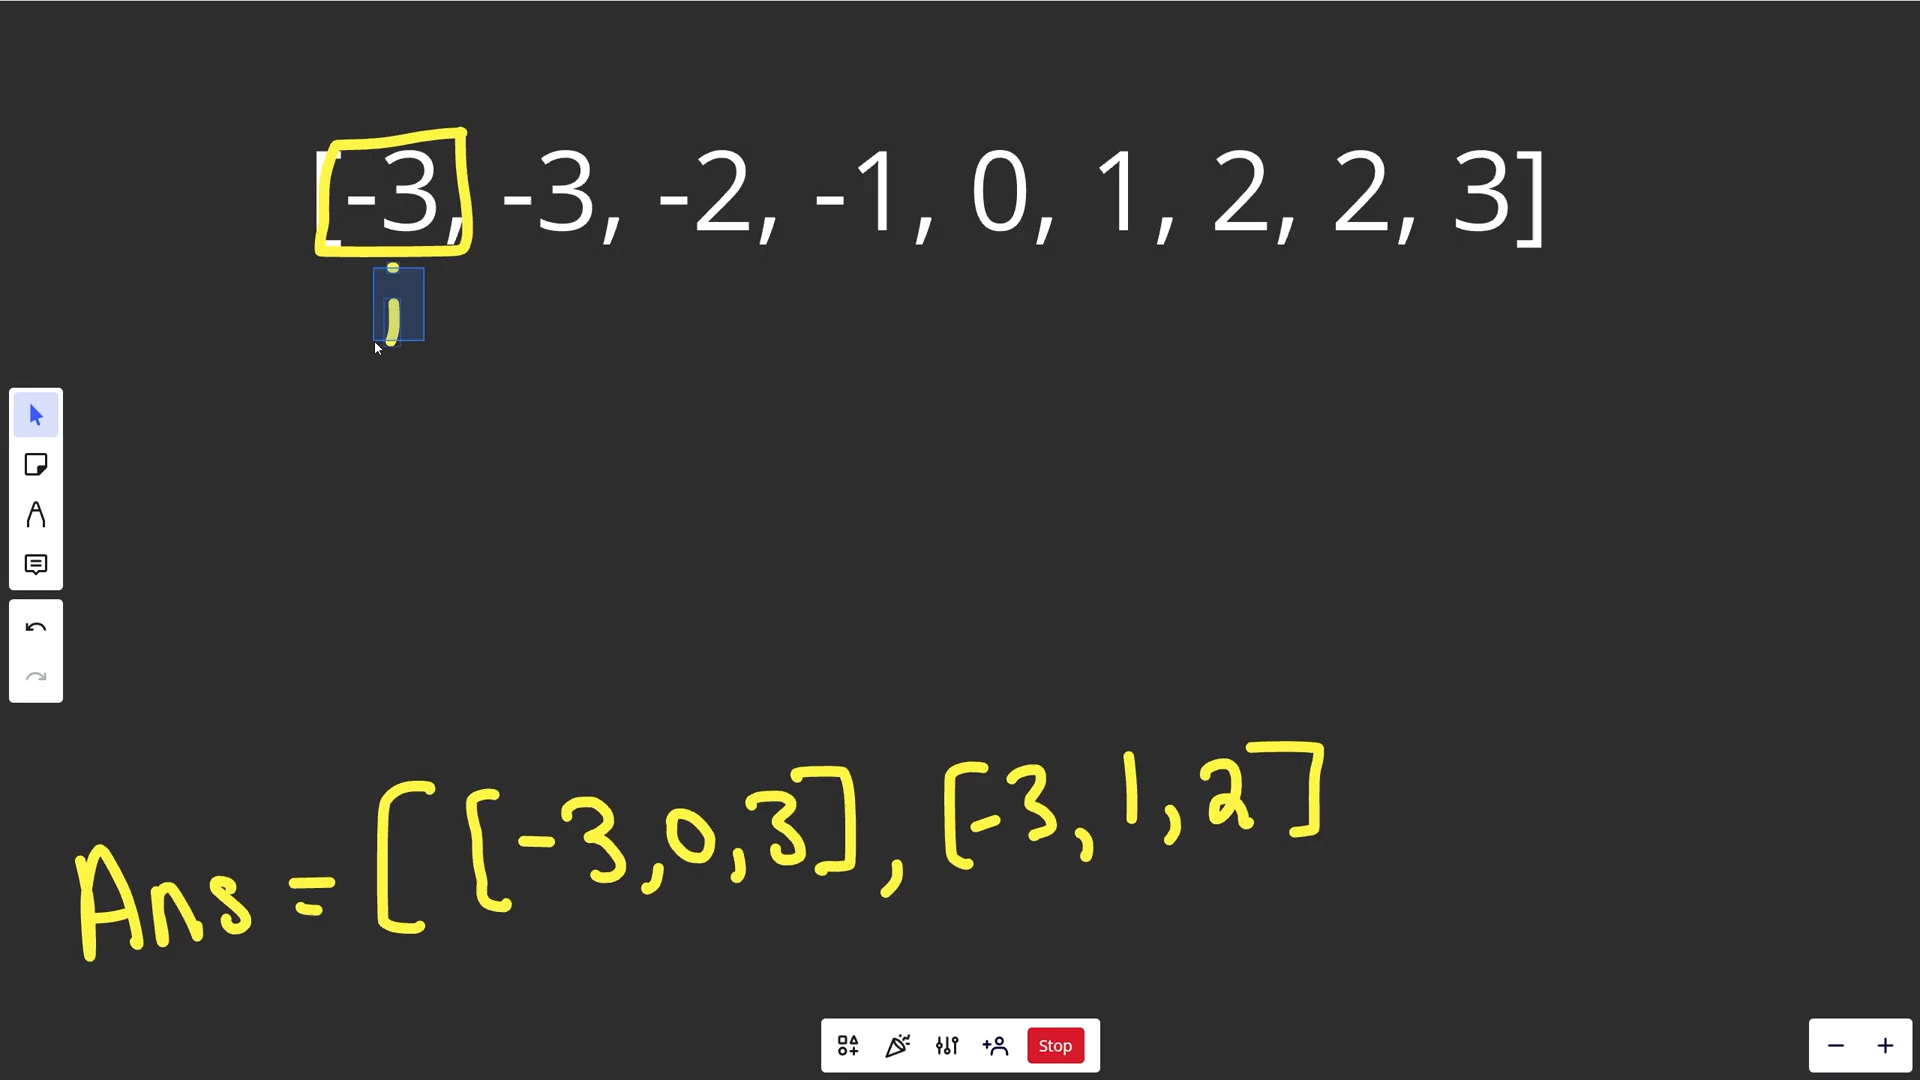 [-3, -3, -2, -1, 0, 1, 2, 2, 3]
i
Ans = [ [-3,0,3], [-3,1,2]
Stop